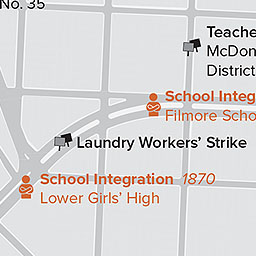 No. 35
Teache
McDon
District
School Integ
Filmore Scho
Laundry Workers’ Strike
School Integration 1870
Lower Girls’ High